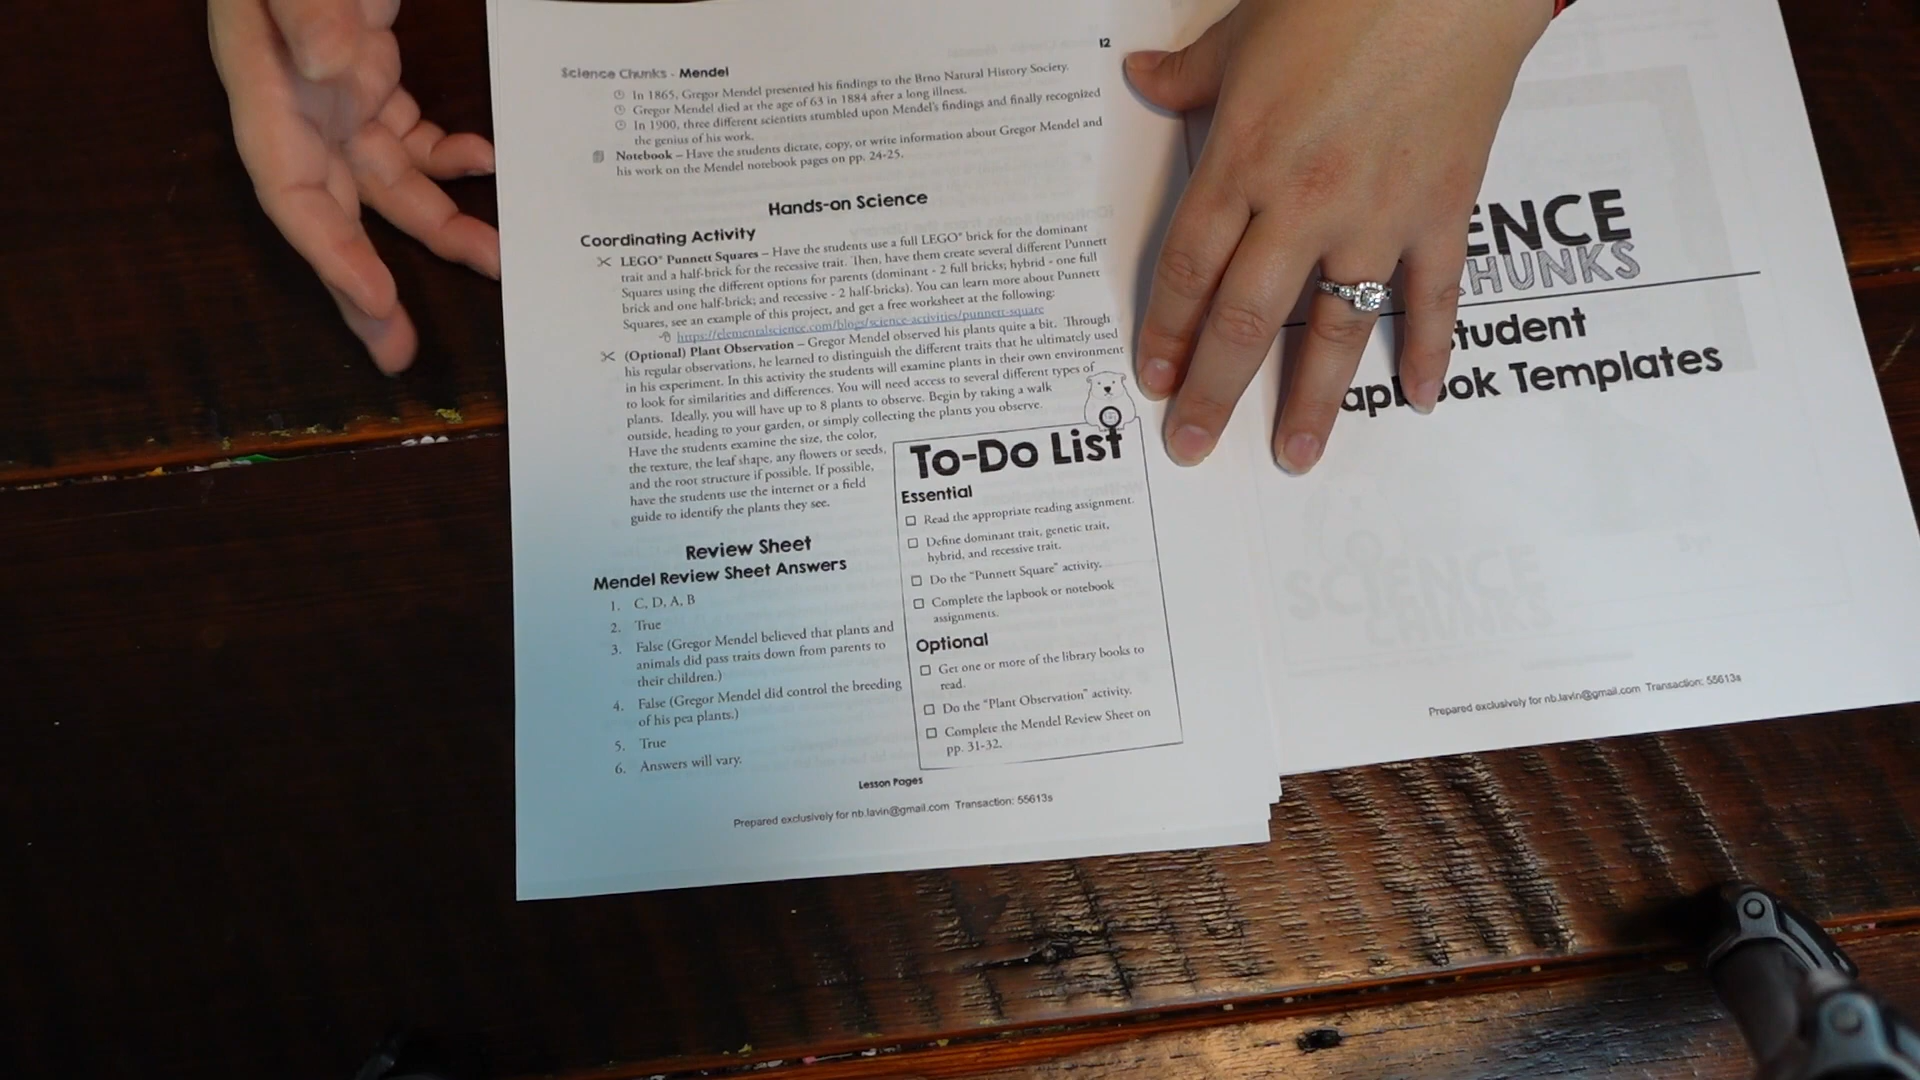 12
Science Chunks - Mendel
In 1865, Gregor Mendel presented his findings to the Brno Natural History Society.
Gregor Mendel died at the age of 63 in 1884 after a long illness.
In 1900, three different scientists stumbled upon Mendel's findings and finally recognized
the genius of his work.
Notebook – Have the students dictate, copy, or write information about Gregor Mendel and
his work on the Mendel notebook pages on pp. 24-25.
Hands-on Science
Coordinating Activity
LEGO® Punnett Squares – Have the students use a full LEGO® brick for the dominant
trait and a half-brick for the recessive trait. Then, have them create several different Punnett
Squares using the different options for parents (dominant - 2 full bricks; hybrid - one full
brick and one half-brick; and recessive - 2 half-bricks). You can learn more about Punnett
Squares, see an example of this project, and get a free worksheet at the following:
https://elementalscience.com/blogs/science-activities/punnett-square
(Optional) Plant Observation – Gregor Mendel observed his plants quite a bit. Through
his regular observations, he learned to distinguish the different traits that he ultimately used
in his experiment. In this activity the students will examine plants in their own environment
to look for similarities and differences. You will need access to several different types of
plants. Ideally, you will have up to 8 plants to observe. Begin by taking a walk
outside, heading to your garden, or simply collecting the plants you observe.
Have the students examine the size, the color,
the texture, the leaf shape, any flowers or seeds,
and the root structure if possible. If possible,
have the students use the internet or a field
guide to identify the plants they see.
Review Sheet
Mendel Review Sheet Answers
1. C, D, A, B
2. True
3. False (Gregor Mendel believed that plants and
animals did pass traits down from parents to
their children.)
4. False (Gregor Mendel did control the breeding
of his pea plants.)
5. True
6. Answers will vary.
To-Do List
Essential
Read the appropriate reading assignment.
Define dominant trait, genetic trait,
hybrid, and recessive trait.
Do the "Punnett Square" activity.
Complete the lapbook or notebook
assignments.
Optional
Get one or more of the library books to
read.
Do the "Plant Observation" activity.
Complete the Mendel Review Sheet on
pp. 31-32.
Lesson Pages
Prepared exclusively for nb.lavin@gmail.com Transaction: 55613s
ENCE
HUNKS
tudent
ap ok Templates
Prepared exclusively for nb.lavin@gmail.com Transaction: 55613s